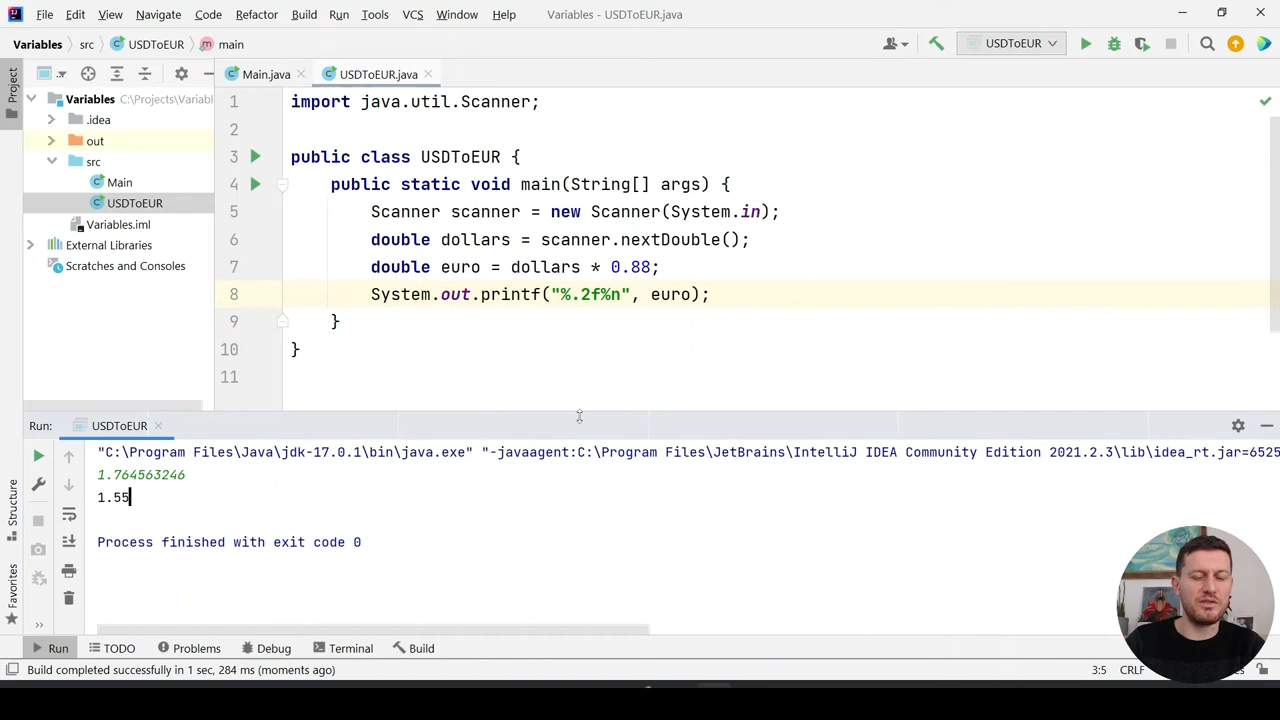 File Edit View Navigate Code Refactor Build Run Tools VCS Window Help Variables - USDToEUR.java
Variables src USDToEUR main USDToEUR
Project
Main.java USDToEUR.java
Variables C:\Projects\Variabl
.idea
out
src
Main
USDToEUR
Variables.iml
External Libraries
Scratches and Consoles
1 import java.util.Scanner;
2
3 public class USDToEUR {
4 public static void main(String[] args) {
5 Scanner scanner = new Scanner(System.in);
6 double dollars = scanner.nextDouble();
7 double euro = dollars * 0.88;
8 System.out.printf("%.2f%n", euro);
9 }
10 }
11
Run: USDToEUR
"C:\Program Files\Java\jdk-17.0.1\bin\java.exe" "-javaagent:C:\Program Files\JetBrains\IntelliJ IDEA Community Edition 2021.2.3\lib\idea_rt.jar=6525
1.764563246
1.55
Process finished with exit code 0
Structure
Favorites
Run TODO Problems Debug Terminal Build
Build completed successfully in 1 sec, 284 ms (moments ago) 3:5 CRLF